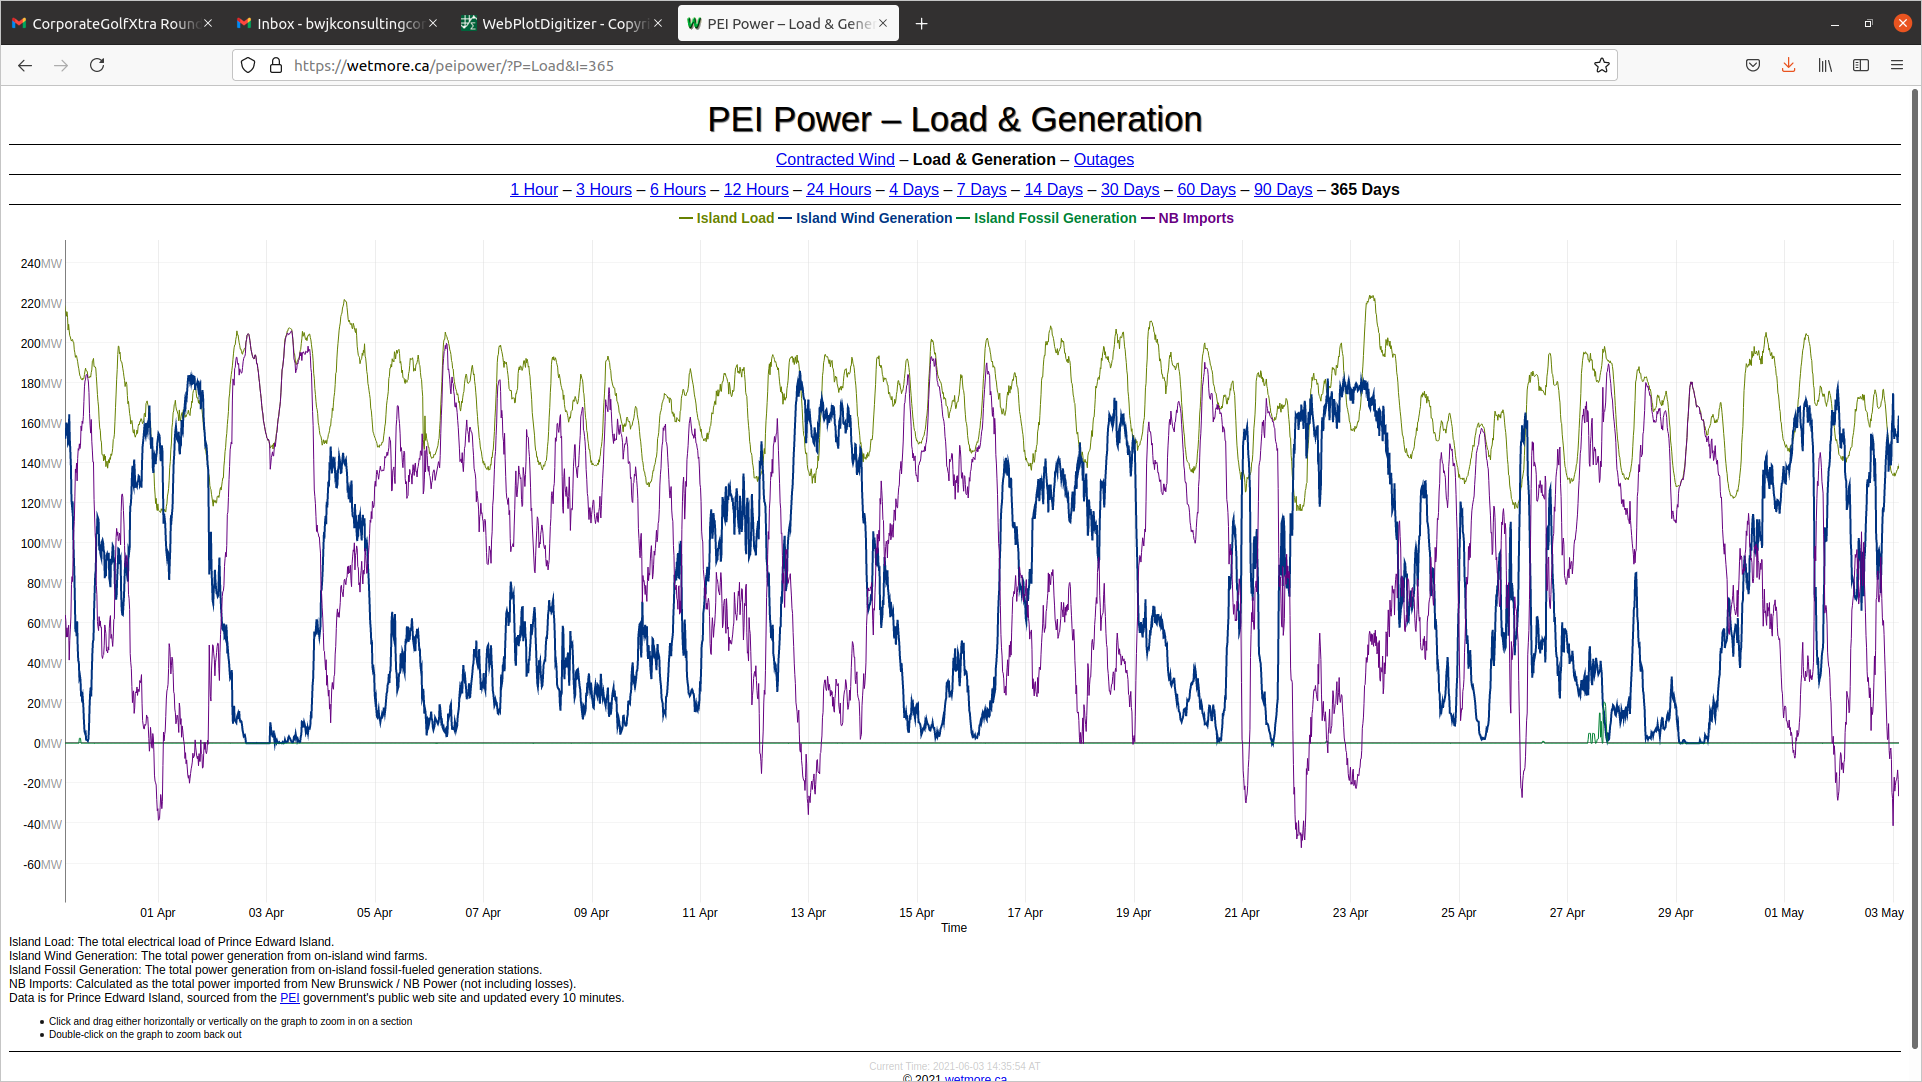 CorporateGolfXtra Roun
Inbox - bwjkconsultingco
WebPlotDigitizer - Copyri
PEI Power – Load & Gene
https://wetmore.ca/peipower/?P=Load&I=365
PEI Power – Load & Generation
Contracted Wind – Load & Generation – Outages
1 Hour – 3 Hours – 6 Hours – 12 Hours – 24 Hours – 4 Days – 7 Days – 14 Days – 30 Days – 60 Days – 90 Days – 365 Days
Island Load Island Wind Generation Island Fossil Generation NB Imports
240MW
220MW
200MW
180MW
160MW
140MW
120MW
100MW
80MW
60MW
40MW
20MW
0MW
-20MW
-40MW
-60MW
01 Apr 03 Apr 05 Apr 07 Apr 09 Apr 11 Apr 13 Apr 15 Apr 17 Apr 19 Apr 21 Apr 23 Apr 25 Apr 27 Apr 29 Apr 01 May 03 May
Time
Island Load: The total electrical load of Prince Edward Island.
Island Wind Generation: The total power generation from on-island wind farms.
Island Fossil Generation: The total power generation from on-island fossil-fueled generation stations.
NB Imports: Calculated as the total power imported from New Brunswick / NB Power (not including losses).
Data is for Prince Edward Island, sourced from the PEI government's public web site and updated every 10 minutes.
Click and drag either horizontally or vertically on the graph to zoom in on a section
Double-click on the graph to zoom back out
Current Time: 2021-06-03 14:35:54 AT
© 2021 wetmore.ca